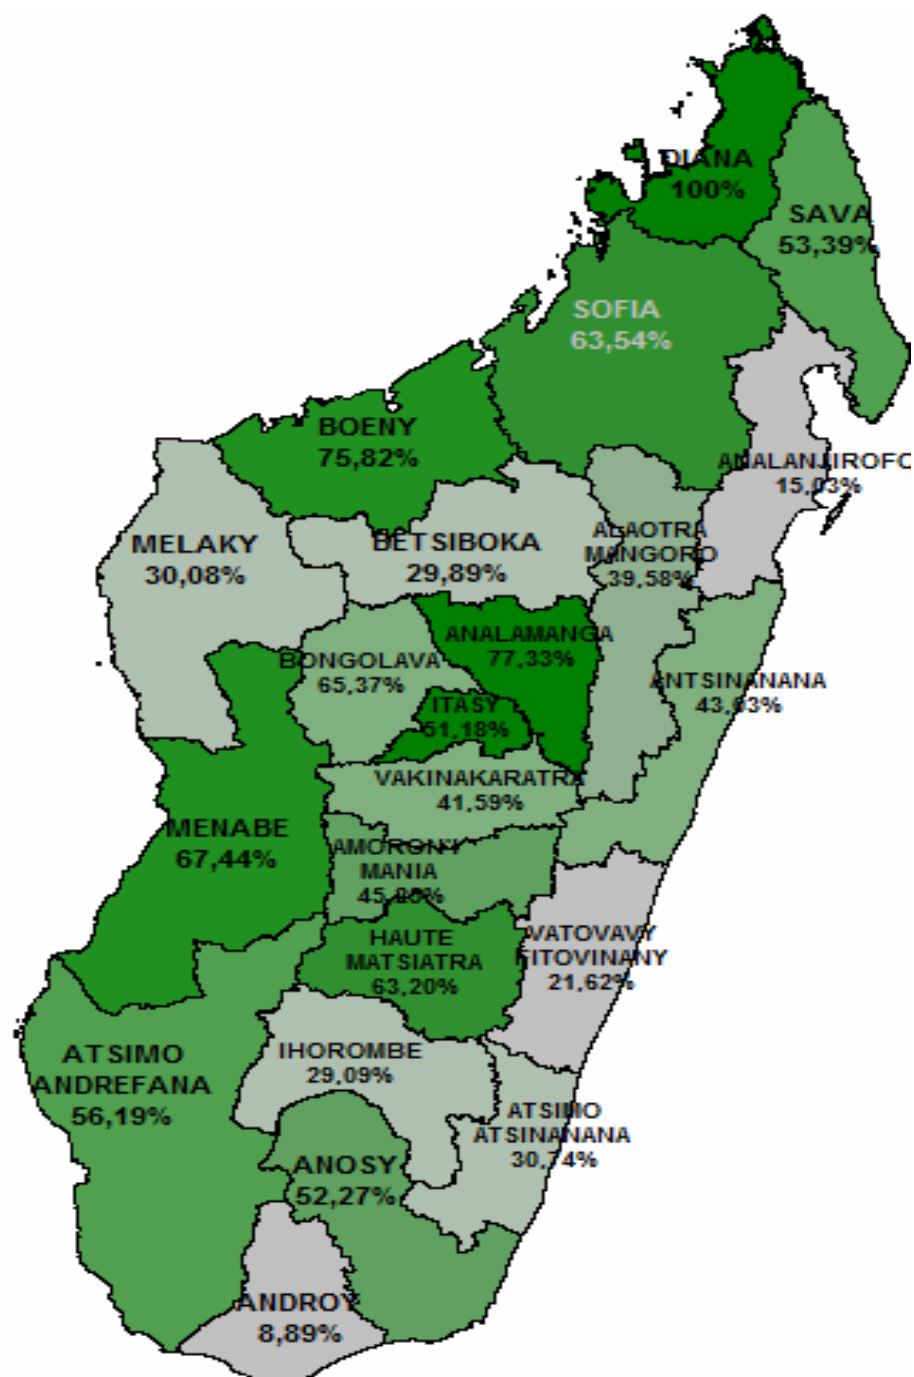 DIANA
100%
SAVA
53,39%
SOFIA
63,54%
BOENY
75,82%
ANALANJIROFO
15,03%
MELAKY
30,08%
BETSIBOKA
29,89%
ALAOTRA
MANGORO
39,58%
ANALAMANGA
77,33%
BONGOLAVA
65,37%
ITASY
51,18%
ANTSINANANA
43,03%
VAKINAKARATRA
41,59%
MENABE
67,44%
AMORON'I
MANIA
HAUTE
MATSIATRA
63,20%
VATOVAVY
FITOVINANY
21,62%
ATSIMO
ANDREFANA
56,19%
IHOROMBE
29,09%
ATSIMO
ATSINANANA
30,74%
ANOSY
52,27%
ANDROY
8,89%